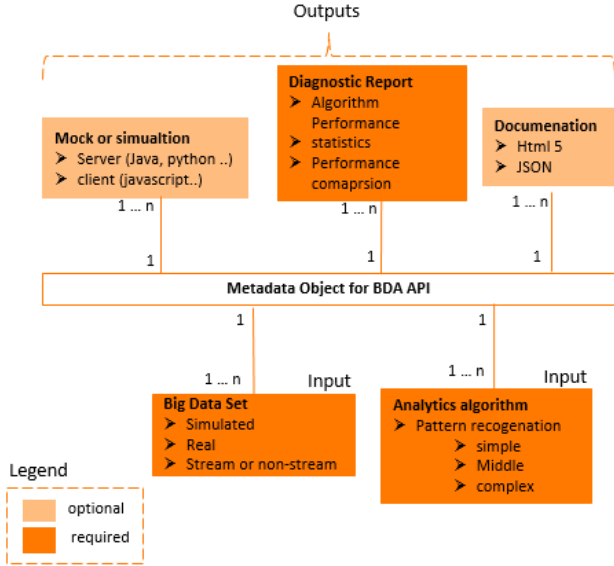 Outputs
Diagnostic Report
➤ Algorithm
Performance
➤ statistics
➤ Performance
comaprsion
Mock or simualtion
➤ Server (Java, python ..)
➤ client (javascript..)
Documenation
➤ Html 5
➤ JSON
1 ... n
1 ... n
1 ... n
1
1
1
Metadata Object for BDA API
1
1
1 ... n
Input
1 ... n
Input
Big Data Set
➤ Simulated
➤ Real
➤ Stream or non-stream
Analytics algorithm
➤ Pattern recogenation
➤ simple
➤ Middle
➤ complex
Legend
optional
required